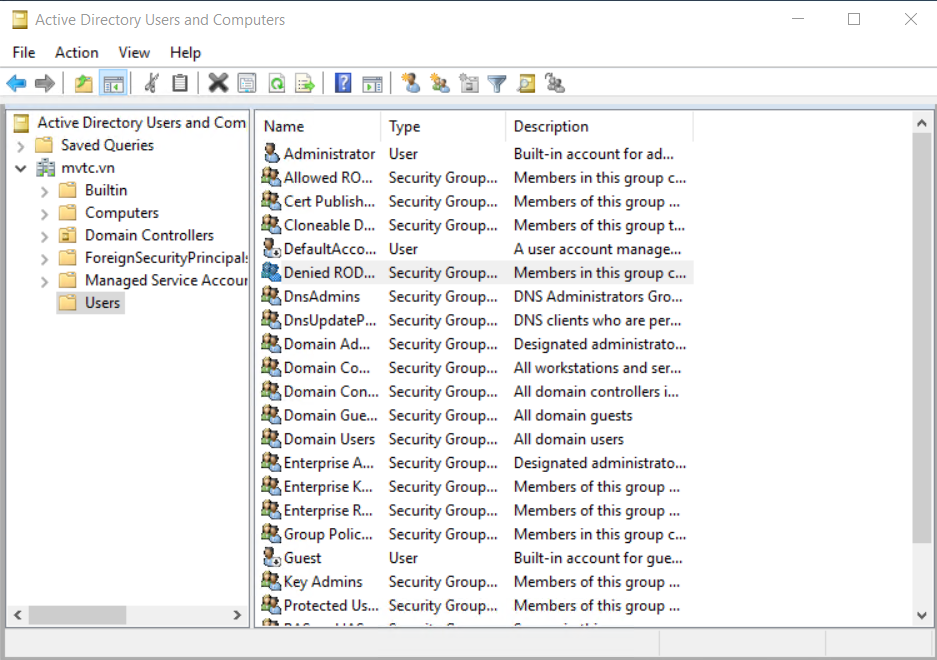 Active Directory Users and Computers
File Action View Help
Active Directory Users and Com
Saved Queries
mvtc.vn
Builtin
Computers
Domain Controllers
ForeignSecurityPrincipals
Managed Service Accour
Users
Name Type Description
Administrator User Built-in account for ad...
Allowed RO... Security Group... Members in this group c...
Cert Publish... Security Group... Members of this group ...
Cloneable D... Security Group... Members of this group t...
DefaultAcco... User A user account manage...
Denied ROD... Security Group... Members in this group c...
DnsAdmins Security Group... DNS Administrators Gro...
DnsUpdateP... Security Group... DNS clients who are per...
Domain Ad... Security Group... Designated administrato...
Domain Co... Security Group... All workstations and ser...
Domain Con... Security Group... All domain controllers i...
Domain Gue... Security Group... All domain guests
Domain Users Security Group... All domain users
Enterprise A... Security Group... Designated administrato...
Enterprise K... Security Group... Members of this group ...
Enterprise R... Security Group... Members of this group ...
Group Polic... Security Group... Members in this group c...
Guest User Built-in account for gue...
Key Admins Security Group... Members of this group ...
Protected Us... Security Group... Members of this group ...